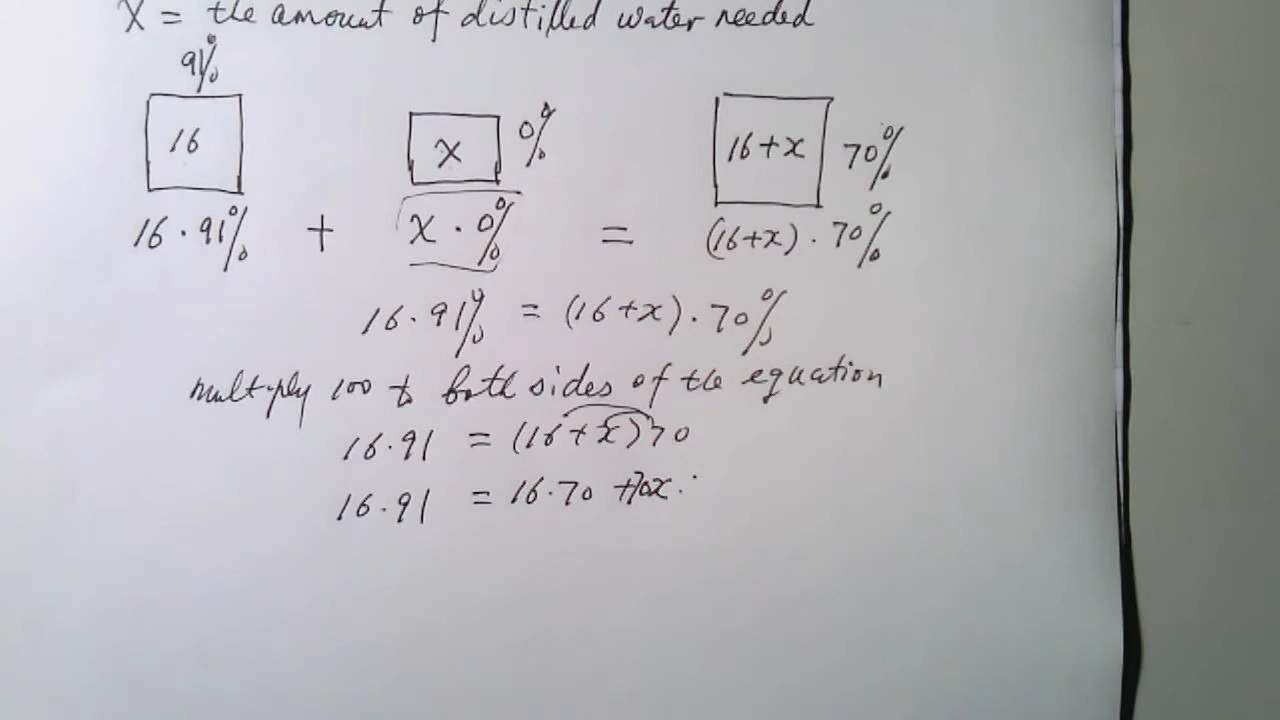 X = the amount of distilled water needed
91%
16 x 0% 16+x 70%
16 · 91% + x · 0% = (16+x) · 70%
16 · 91% = (16+x) · 70%
multiply 100 to both sides of the equation
16 · 91 = (16+x)70
16 · 91 = 16 · 70 + 70x